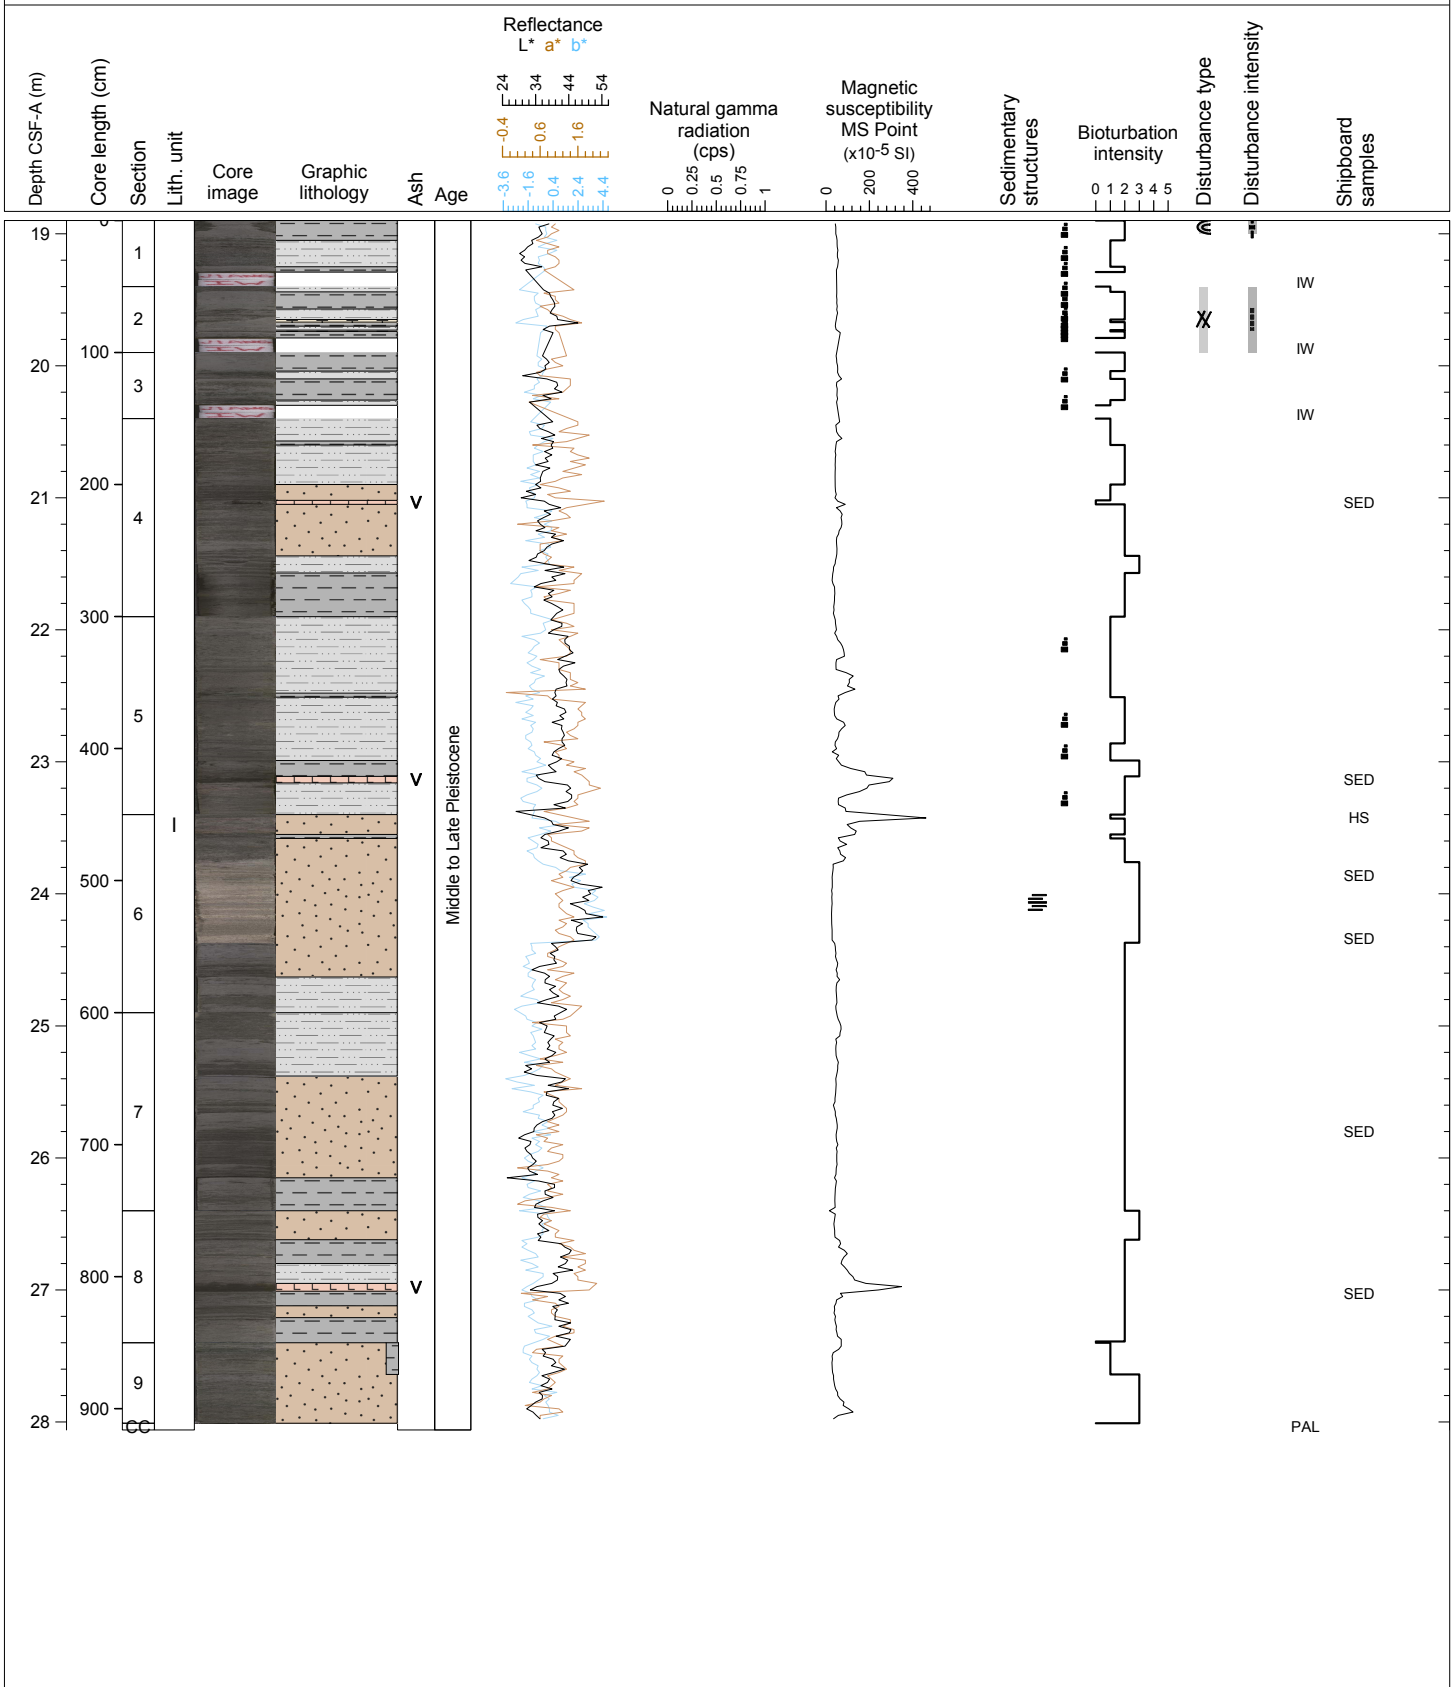 Depth CSF-A (m)
Core length (cm)
Section
Lith. unit
Core
image
Graphic
lithology
Ash
Age
Reflectance
L* a* b*
24 34 44 54
-0.4 0.6 1.6
-3.6 -1.6 0.4 2.4 4.4
Natural gamma
radiation
(cps)
0 0.25 0.5 0.75 1
Magnetic
susceptibility
MS Point
(x10-5 SI)
0 200 400
Sedimentary
structures
Bioturbation
intensity
0 1 2 3 4 5
Disturbance type
Disturbance intensity
Shipboard
samples
0
19
1
IW
2
100
IW
20
3
IW
200
21
V
SED
4
300
22
5
400
Middle to Late Pleistocene
23
V
SED
I
HS
500
SED
24
6
SED
600
25
7
700
26
SED
800
8
27
V
SED
9
900
28
CC
PAL